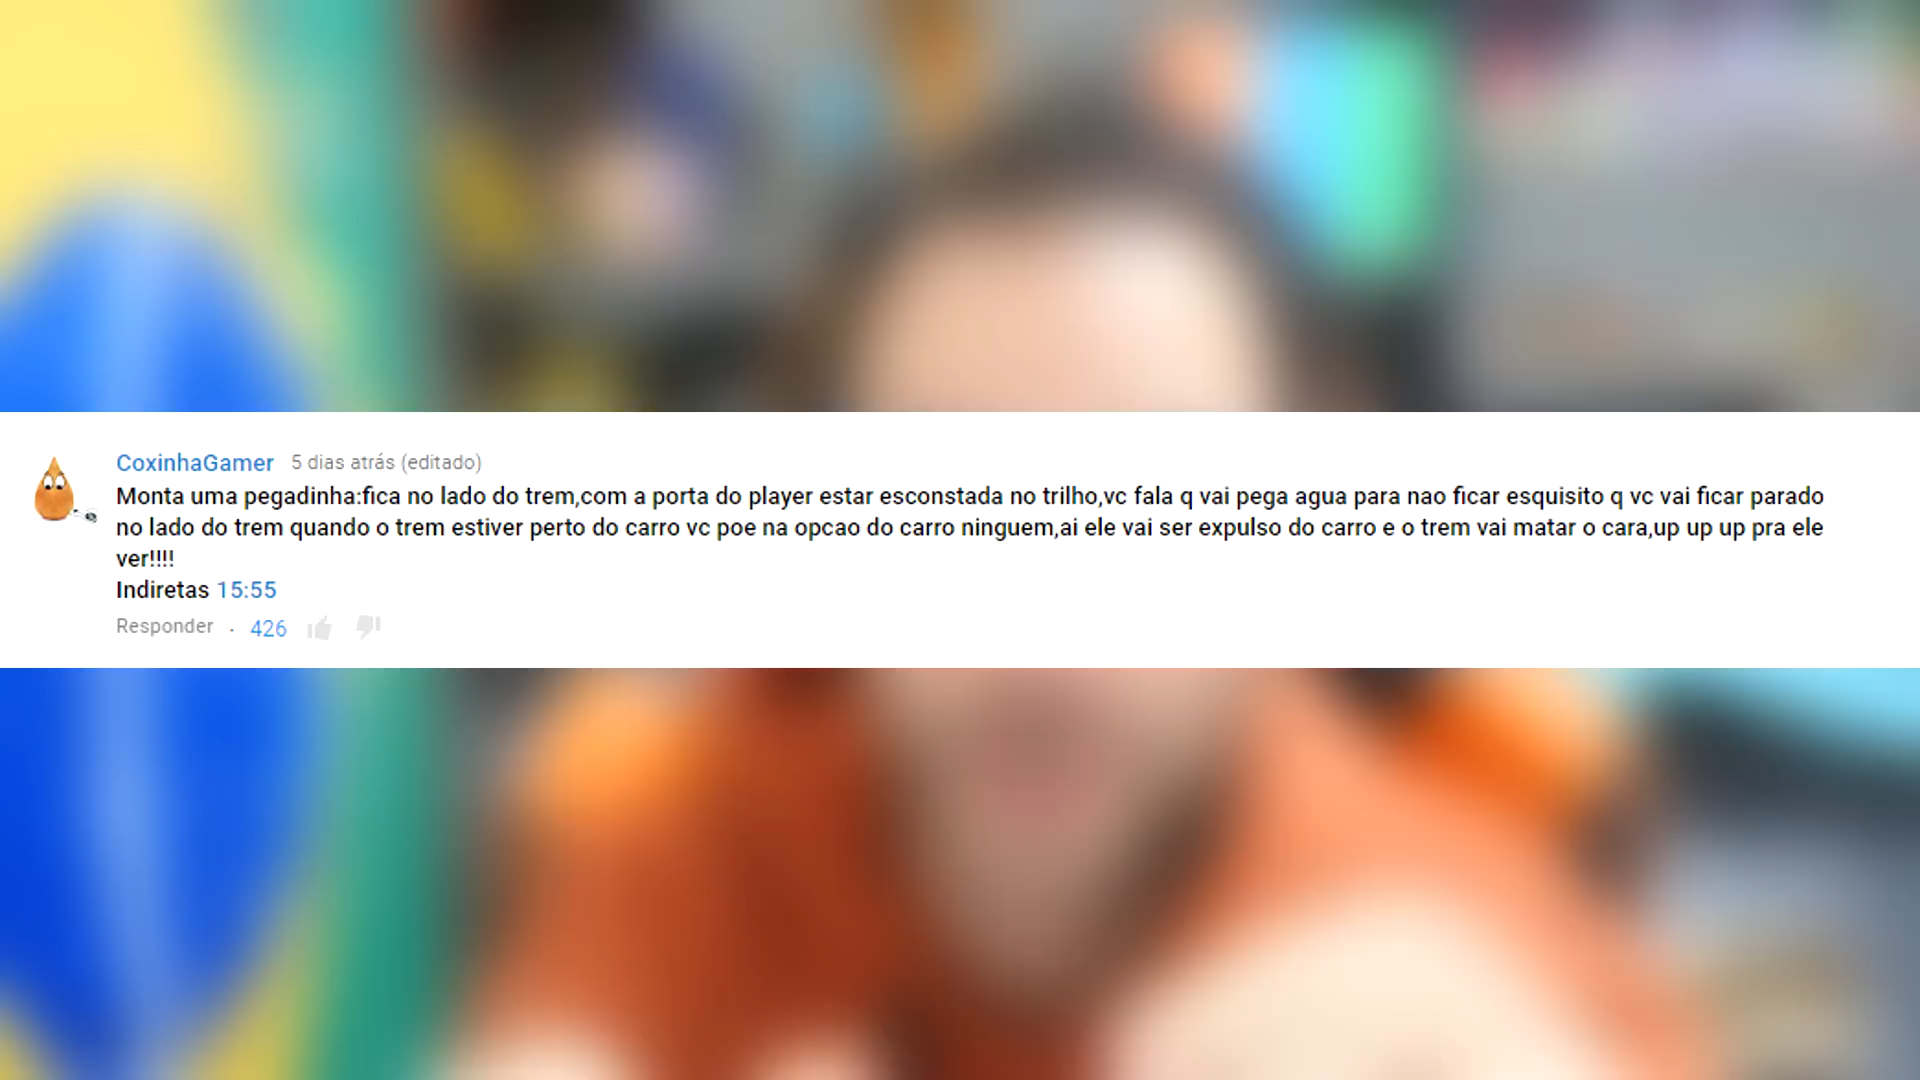 CoxinhaGamer 5 dias atrás (editado)
Monta uma pegadinha:fica no lado do trem,com a porta do player estar esconstada no trilho,vc fala q vai pega agua para nao ficar esquisito q vc vai ficar parado
no lado do trem quando o trem estiver perto do carro vc poe na opcao do carro ninguem,ai ele vai ser expulso do carro e o trem vai matar o cara,up up up pra ele
ver!!!!
Indiretas 15:55
Responder . 426